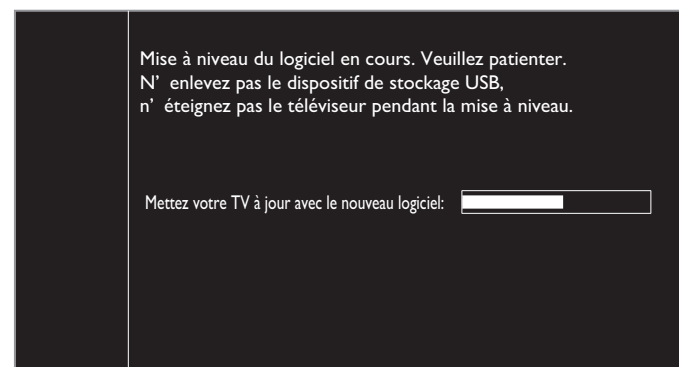 Mise à niveau du logiciel en cours. Veuillez patienter.
N’ enlevez pas le dispositif de stockage USB,
n’ éteignez pas le téléviseur pendant la mise à niveau.
Mettez votre TV à jour avec le nouveau logiciel: